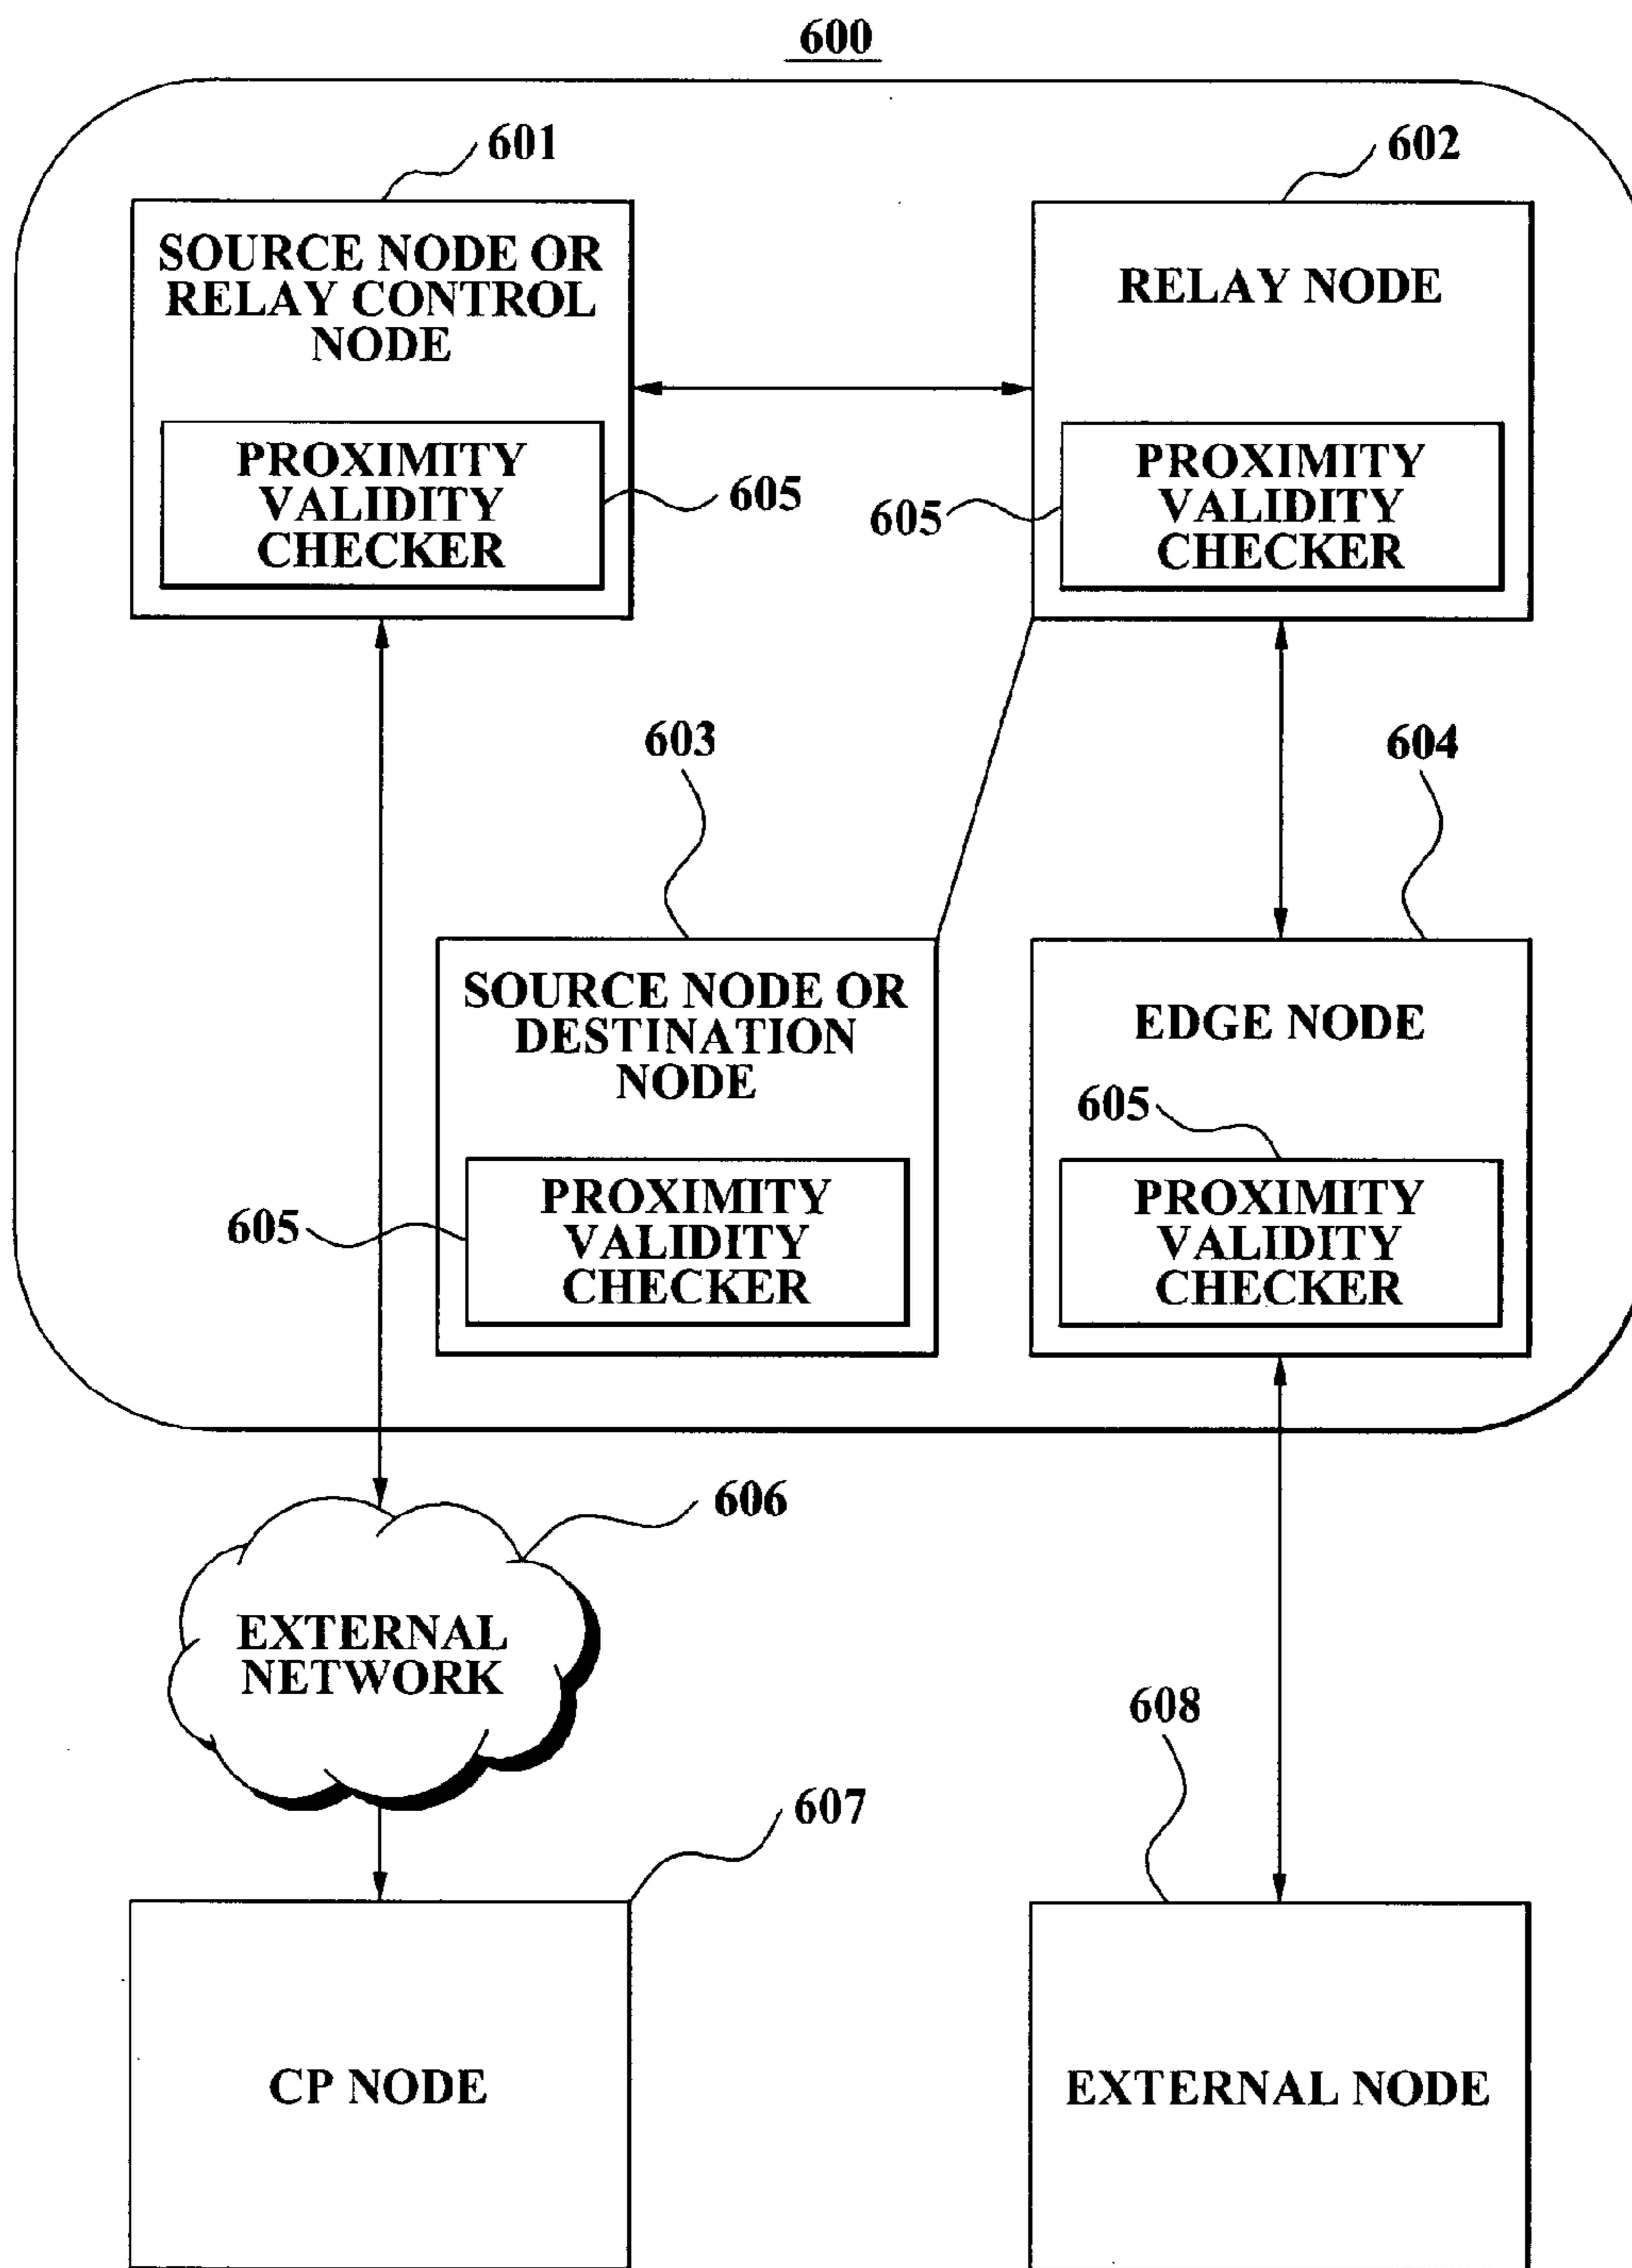 600
601
602
SOURCE NODE OR
RELAY CONTROL
NODE
RELAY NODE
PROXIMITY
VALIDITY
CHECKER
605
605
PROXIMITY
VALIDITY
CHECKER
603
604
SOURCE NODE OR
DESTINATION
NODE
EDGE NODE
605
PROXIMITY
VALIDITY
CHECKER
605
PROXIMITY
VALIDITY
CHECKER
606
EXTERNAL
NETWORK
608
607
CP NODE
EXTERNAL NODE